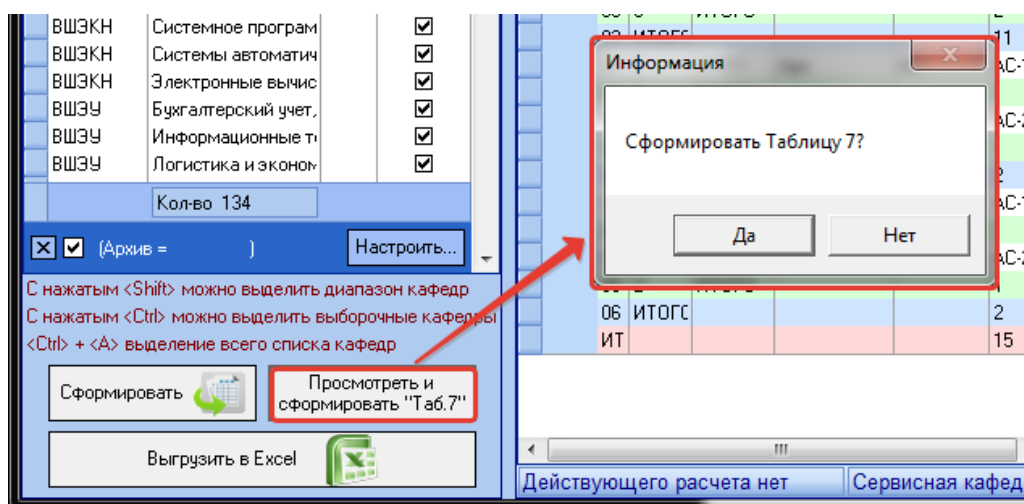 ВШЭКН Системное програм
ВШЭКН Системы автоматич
ВШЭКН Электронные вычис
ВШЭУ Бухгалтерский учет,
ВШЭУ Информационные т
ВШЭУ Логистика и эконом
Кол-во 134
(Архив = )
Настроить...
С нажатым <Shift> можно выделить диапазон кафедр
С нажатым <Ctrl> можно выделить выборочные кафедры
<Ctrl> + <A> выделение всего списка кафедр
Сформировать
Просмотреть и
сформировать "Таб.7"
Выгрузить в Excel
11
Информация
Сформировать Таблицу 7?
Да
Нет
06 ИТОГО 2
ИТ 15
Действующего расчета нет
Сервисная кафед